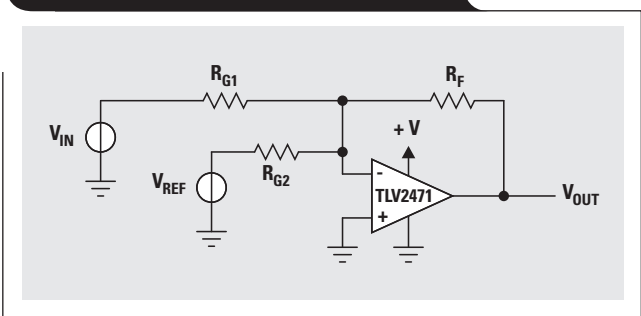 R_G1
R_F
V_IN
+ V
V_REF
R_G2
-
TLV2471
V_OUT
+